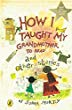 HOW I
TAUGHT MY
GRANDMOTHER TO
READ
and
other
stories
SUDHA MURTY